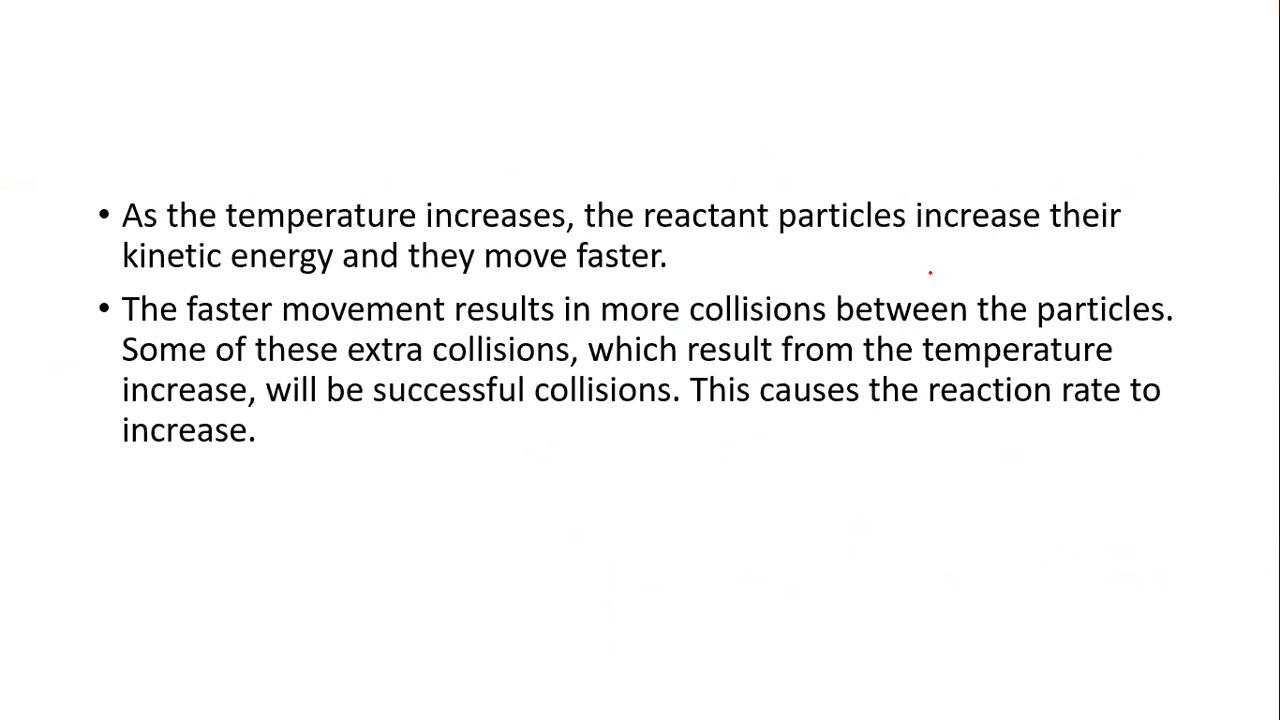 • As the temperature increases, the reactant particles increase their
kinetic energy and they move faster.
• The faster movement results in more collisions between the particles.
Some of these extra collisions, which result from the temperature
increase, will be successful collisions. This causes the reaction rate to
increase.